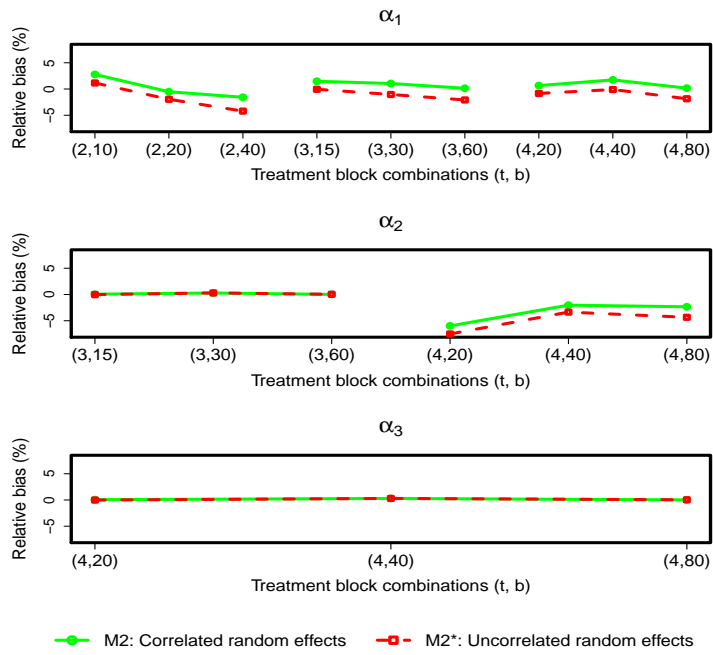 α1
Relative bias (%)
5
0
−5
(2,10) (2,20) (2,40) (3,15) (3,30) (3,60) (4,20) (4,40) (4,80)
Treatment block combinations (t, b)
α2
Relative bias (%)
5
0
−5
(3,15) (3,30) (3,60) (4,20) (4,40) (4,80)
Treatment block combinations (t, b)
α3
Relative bias (%)
5
0
−5
(4,20) (4,40) (4,80)
Treatment block combinations (t, b)
M2: Correlated random effects M2*: Uncorrelated random effects